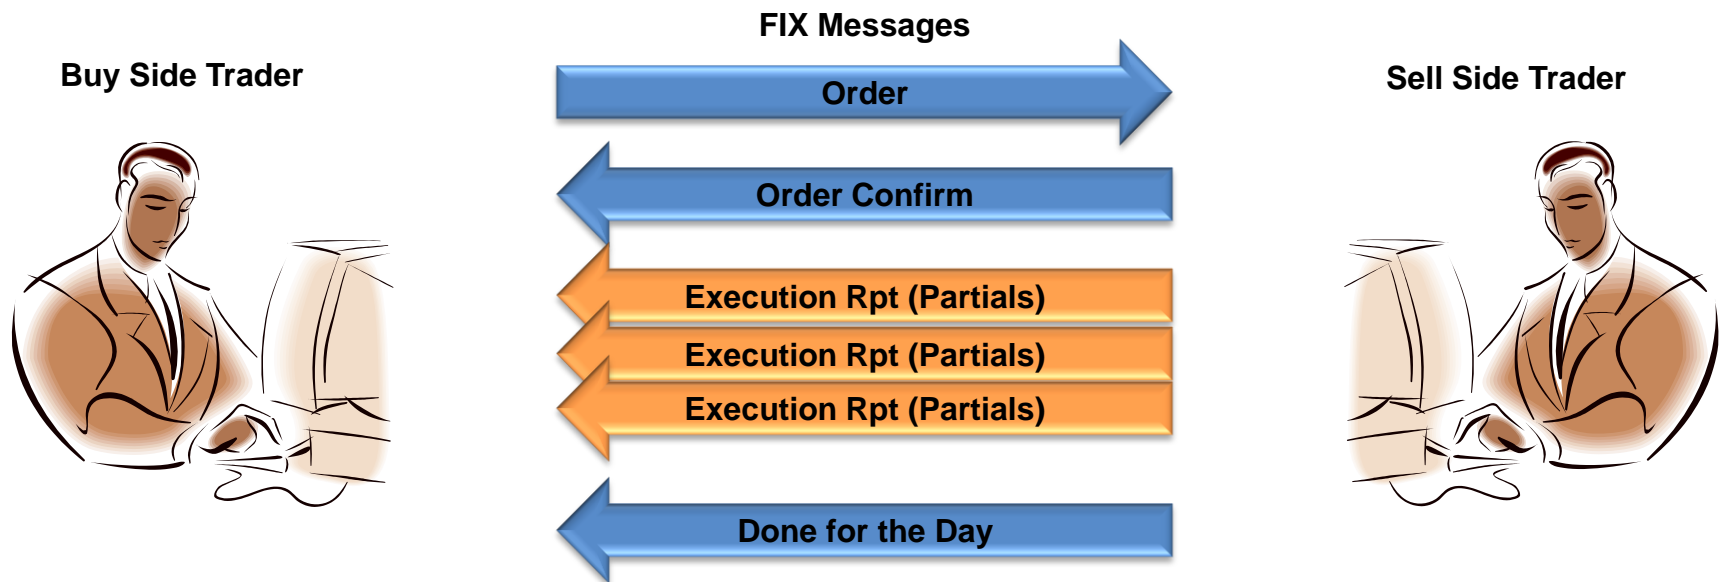 FIX Messages
Buy Side Trader
Sell Side Trader
Order
Order Confirm
Execution Rpt (Partials)
Execution Rpt (Partials)
Execution Rpt (Partials)
Done for the Day